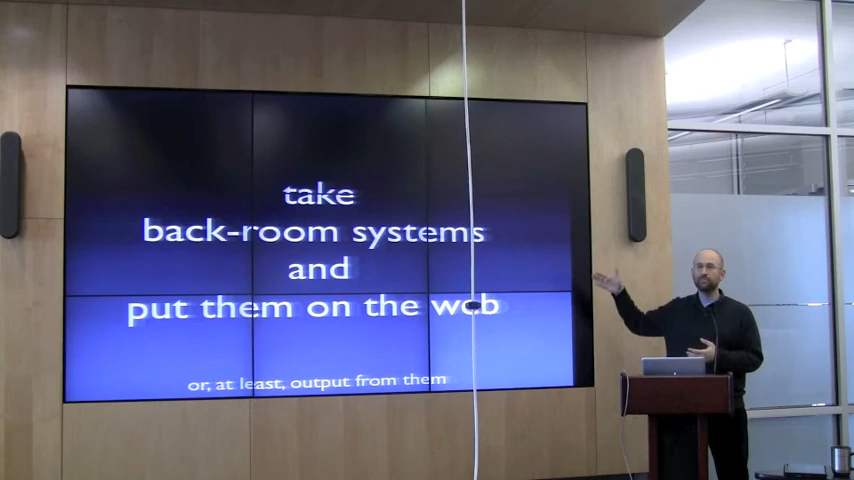 take
back-room systems
and
put them on the web
or, at least, output from them